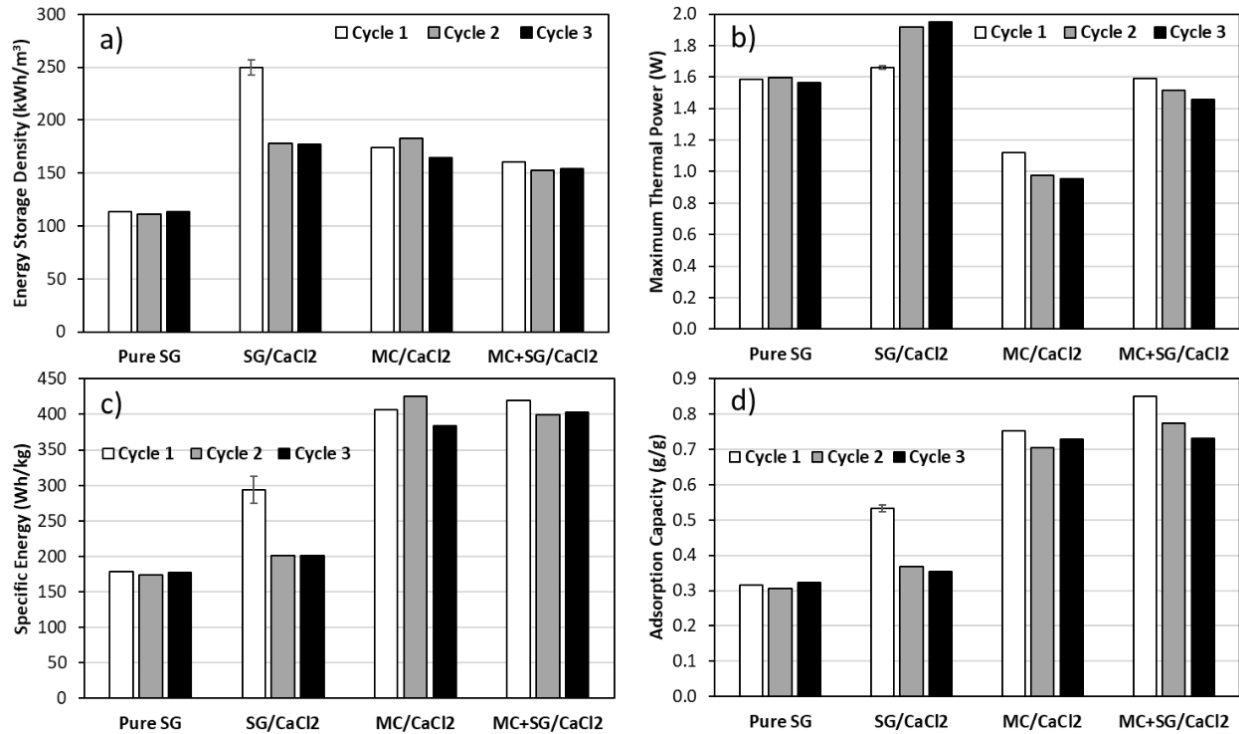 a)
Cycle 1 Cycle 2 Cycle 3
Energy Storage Density (kWh/m³)
300
250
200
150
100
50
0
Pure SG SG/CaCl2 MC/CaCl2 MC+SG/CaCl2
b)
Cycle 1 Cycle 2 Cycle 3
Maximum Thermal Power (W)
2.0
1.8
1.6
1.4
1.2
1.0
0.8
0.6
0.4
0.2
0.0
Pure SG SG/CaCl2 MC/CaCl2 MC+SG/CaCl2
c)
Cycle 1 Cycle 2 Cycle 3
Specific Energy (Wh/kg)
450
400
350
300
250
200
150
100
50
0
Pure SG SG/CaCl2 MC/CaCl2 MC+SG/CaCl2
d)
Cycle 1 Cycle 2 Cycle 3
Adsorption Capacity (g/g)
0.9
0.8
0.7
0.6
0.5
0.4
0.3
0.2
0.1
0.0
Pure SG SG/CaCl2 MC/CaCl2 MC+SG/CaCl2